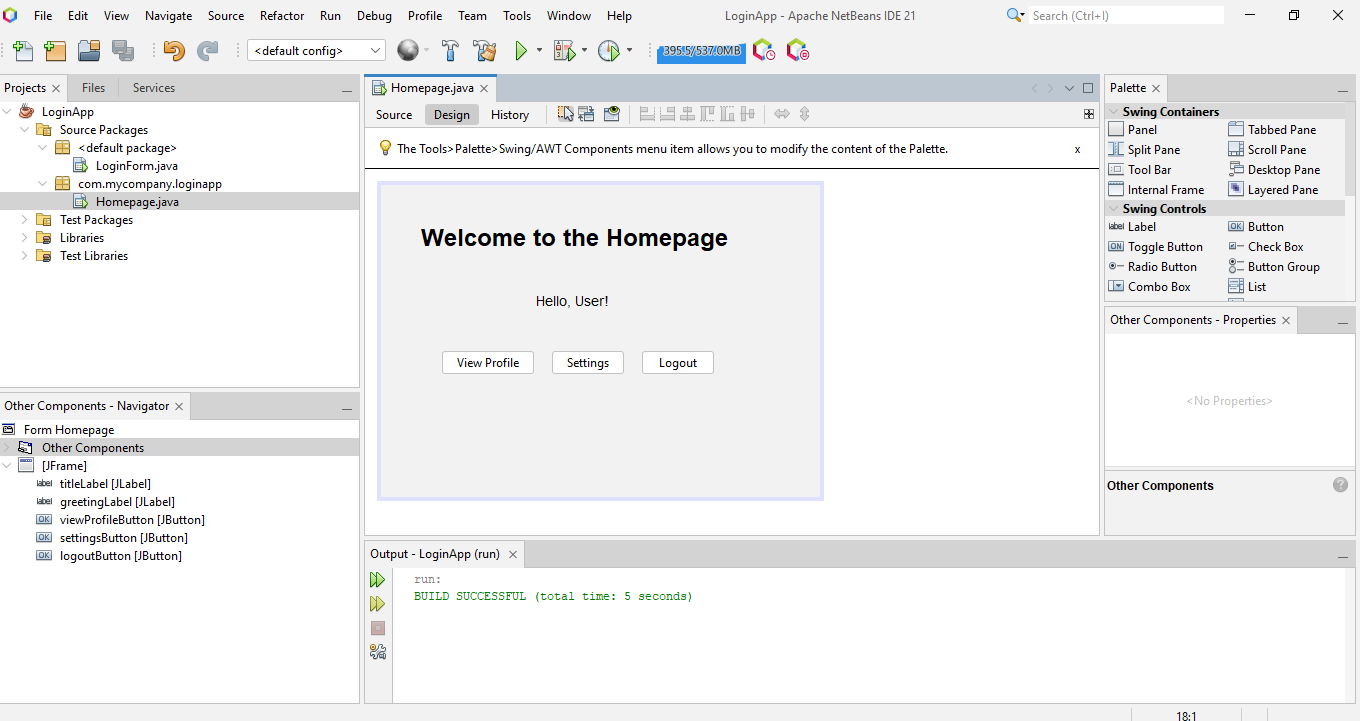 File Edit View Navigate Source Refactor Run Debug Profile Team Tools Window Help LoginApp - Apache NetBeans IDE 21 Search (Ctrl+I)
<default config> 395.5/537.0MB
Projects Files Services
LoginApp
Source Packages
<default package>
LoginForm.java
com.mycompany.loginapp
Homepage.java
Test Packages
Libraries
Test Libraries
Other Components - Navigator
Form Homepage
Other Components
[JFrame]
label titleLabel [JLabel]
label greetingLabel [JLabel]
OK viewProfileButton [JButton]
OK settingsButton [JButton]
OK logoutButton [JButton]
Homepage.java
Source Design History
The Tools>Palette>Swing/AWT Components menu item allows you to modify the content of the Palette. x
Welcome to the Homepage
Hello, User!
View Profile Settings Logout
Output - LoginApp (run)
run:
BUILD SUCCESSFUL (total time: 5 seconds)
Palette
Swing Containers
Panel Tabbed Pane
Split Pane Scroll Pane
Tool Bar Desktop Pane
Internal Frame Layered Pane
Swing Controls
label Label OK Button
ON Toggle Button Check Box
Radio Button Button Group
Combo Box List
Other Components - Properties
<No Properties>
Other Components ?
18:1